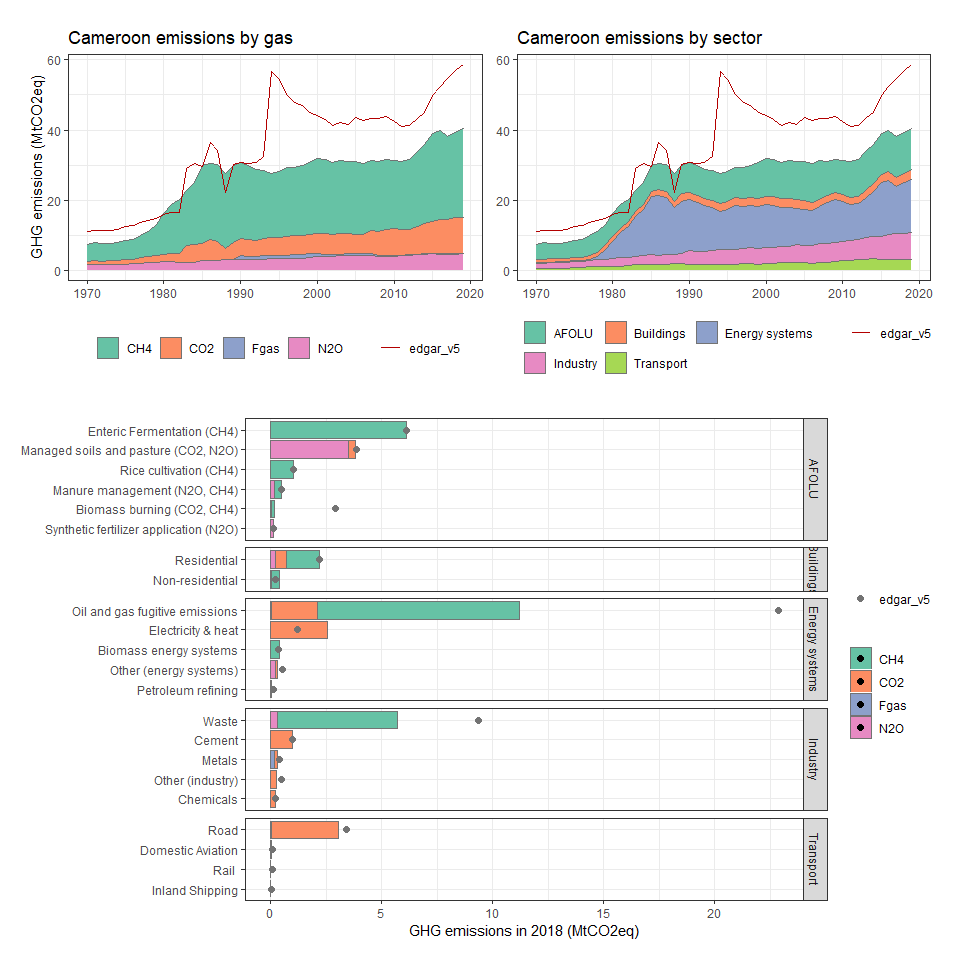 Cameroon emissions by gas
Cameroon emissions by sector
GHG emissions (MtCO2eq)
60
40
20
0
1970 1980 1990 2000 2010 2020
60
40
20
0
1970 1980 1990 2000 2010 2020
CH4 CO2 Fgas N2O edgar_v5
AFOLU Buildings Energy systems edgar_v5
Industry Transport
Enteric Fermentation (CH4)
Managed soils and pasture (CO2, N2O)
Rice cultivation (CH4)
Manure management (N2O, CH4)
Biomass burning (CO2, CH4)
Synthetic fertilizer application (N2O)
AFOLU
Residential
Non-residential
Buildings
Oil and gas fugitive emissions
Electricity & heat
Biomass energy systems
Other (energy systems)
Petroleum refining
Energy systems
Waste
Cement
Metals
Other (industry)
Chemicals
Industry
Road
Domestic Aviation
Rail
Inland Shipping
Transport
0 5 10 15 20
GHG emissions in 2018 (MtCO2eq)
edgar_v5
CH4
CO2
Fgas
N2O